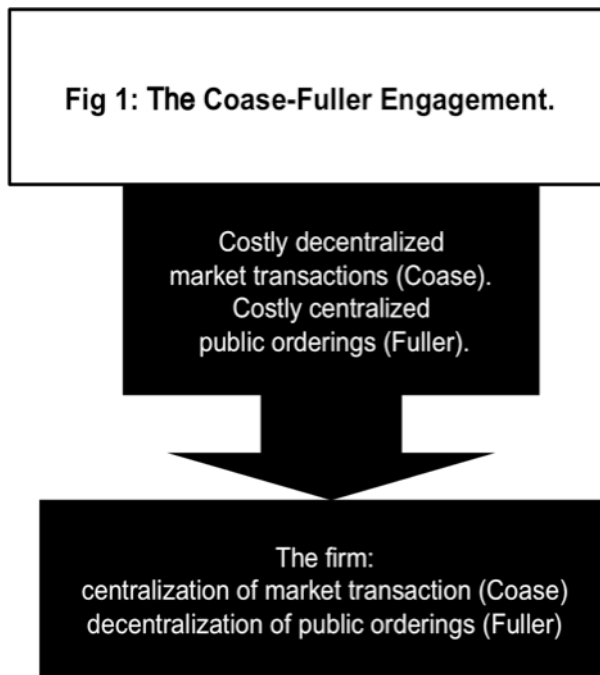 Fig 1: The Coase-Fuller Engagement.
Costly decentralized
market transactions (Coase).
Costly centralized
public orderings (Fuller).
The firm:
centralization of market transaction (Coase)
decentralization of public orderings (Fuller)